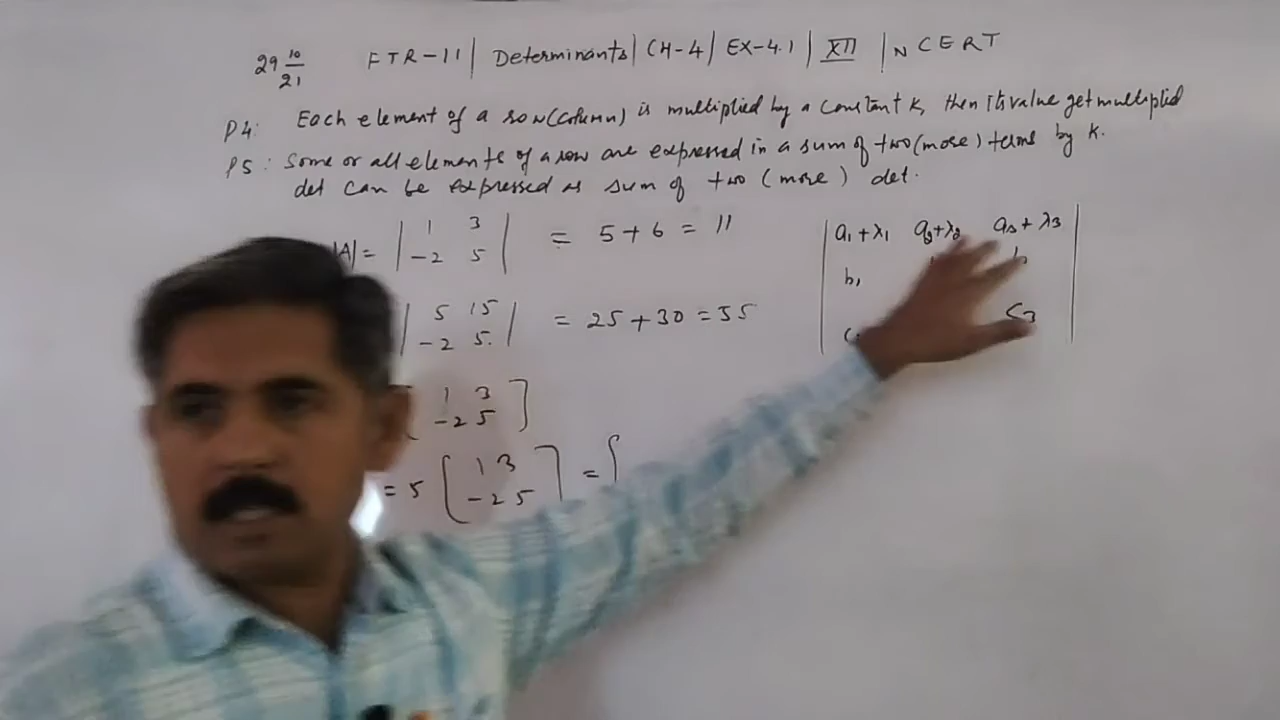 29 10/21 FTR-11 | Determinants | CH-4 | EX-4.1 | XII | NCERT
P4: Each element of a row(column) is multiplied by a constant K, then its value get multiplied
by K.
P5: Some or all elements of a row are expressed in a sum of two (more) terms
det can be expressed as sum of two (more) det.
|A| = | 1 3 | = 5 + 6 = 11
| -2 5 |
| 5 15 | = 25 + 30 = 55
| -2 5. |
1 3 ]
-2 5
= 5 [ 1 3 ] = [
-2 5
| a1 + λ1 a2 + λ2 a3 + λ3 |
b1 b
c3